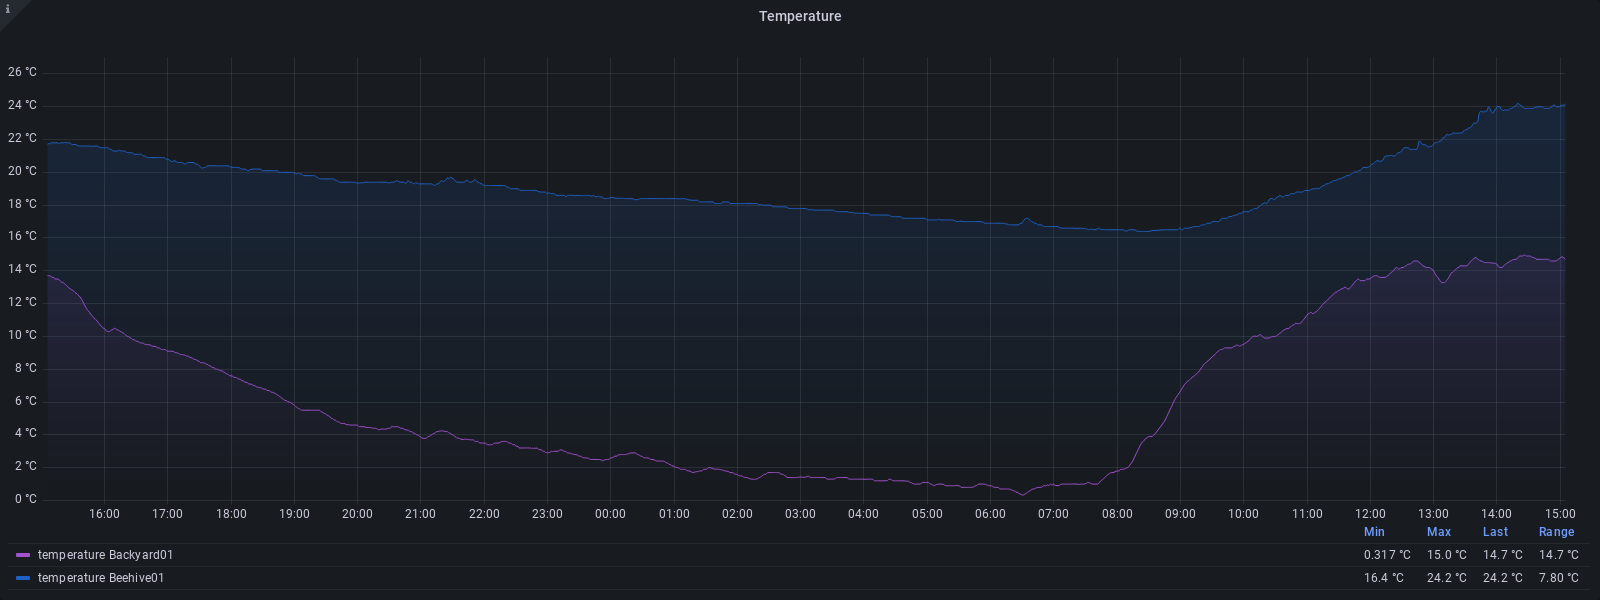 i
Temperature
26 °C
24 °C
22 °C
20 °C
18 °C
16 °C
14 °C
12 °C
10 °C
8 °C
6 °C
4 °C
2 °C
0 °C
16:00 17:00 18:00 19:00 20:00 21:00 22:00 23:00 00:00 01:00 02:00 03:00 04:00 05:00 06:00 07:00 08:00 09:00 10:00 11:00 12:00 13:00 14:00 15:00
Min Max Last Range
temperature Backyard01 0.317 °C 15.0 °C 14.7 °C 14.7 °C
temperature Beehive01 16.4 °C 24.2 °C 24.2 °C 7.80 °C